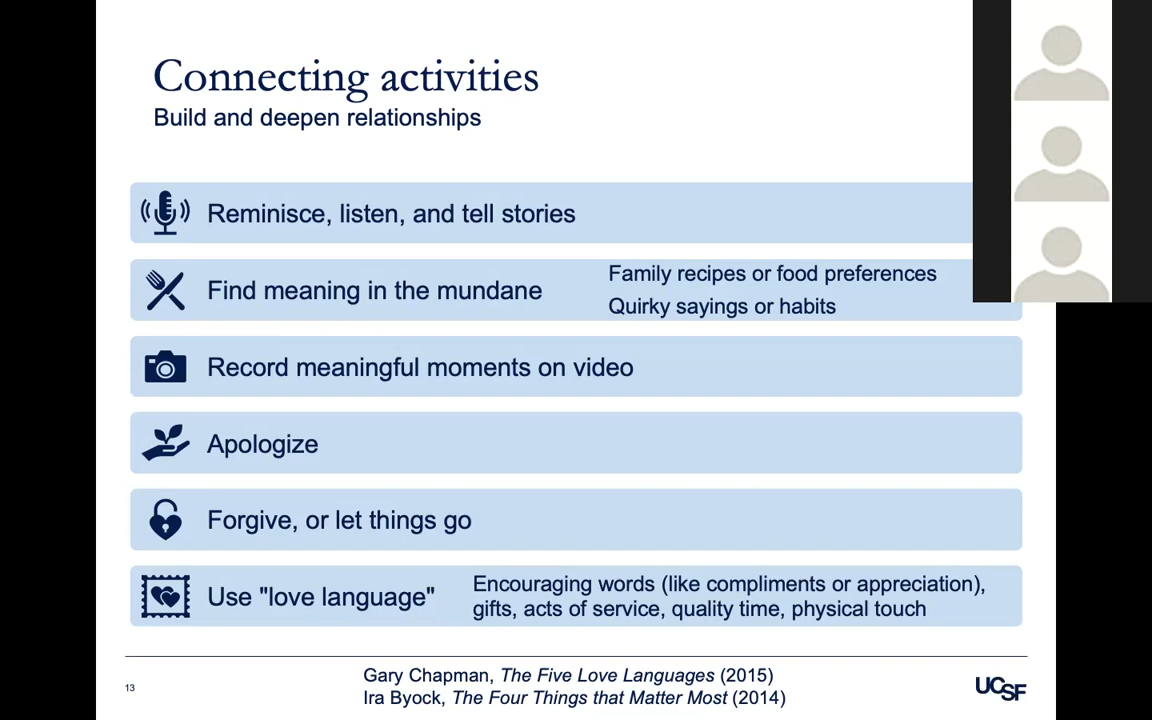 Connecting activities
Build and deepen relationships
Reminisce, listen, and tell stories
Find meaning in the mundane
Family recipes or food preferences
Quirky sayings or habits
Record meaningful moments on video
Apologize
Forgive, or let things go
Use "love language"
Encouraging words (like compliments or appreciation),
gifts, acts of service, quality time, physical touch
Gary Chapman, The Five Love Languages (2015)
Ira Byock, The Four Things that Matter Most (2014)
13
UCSF